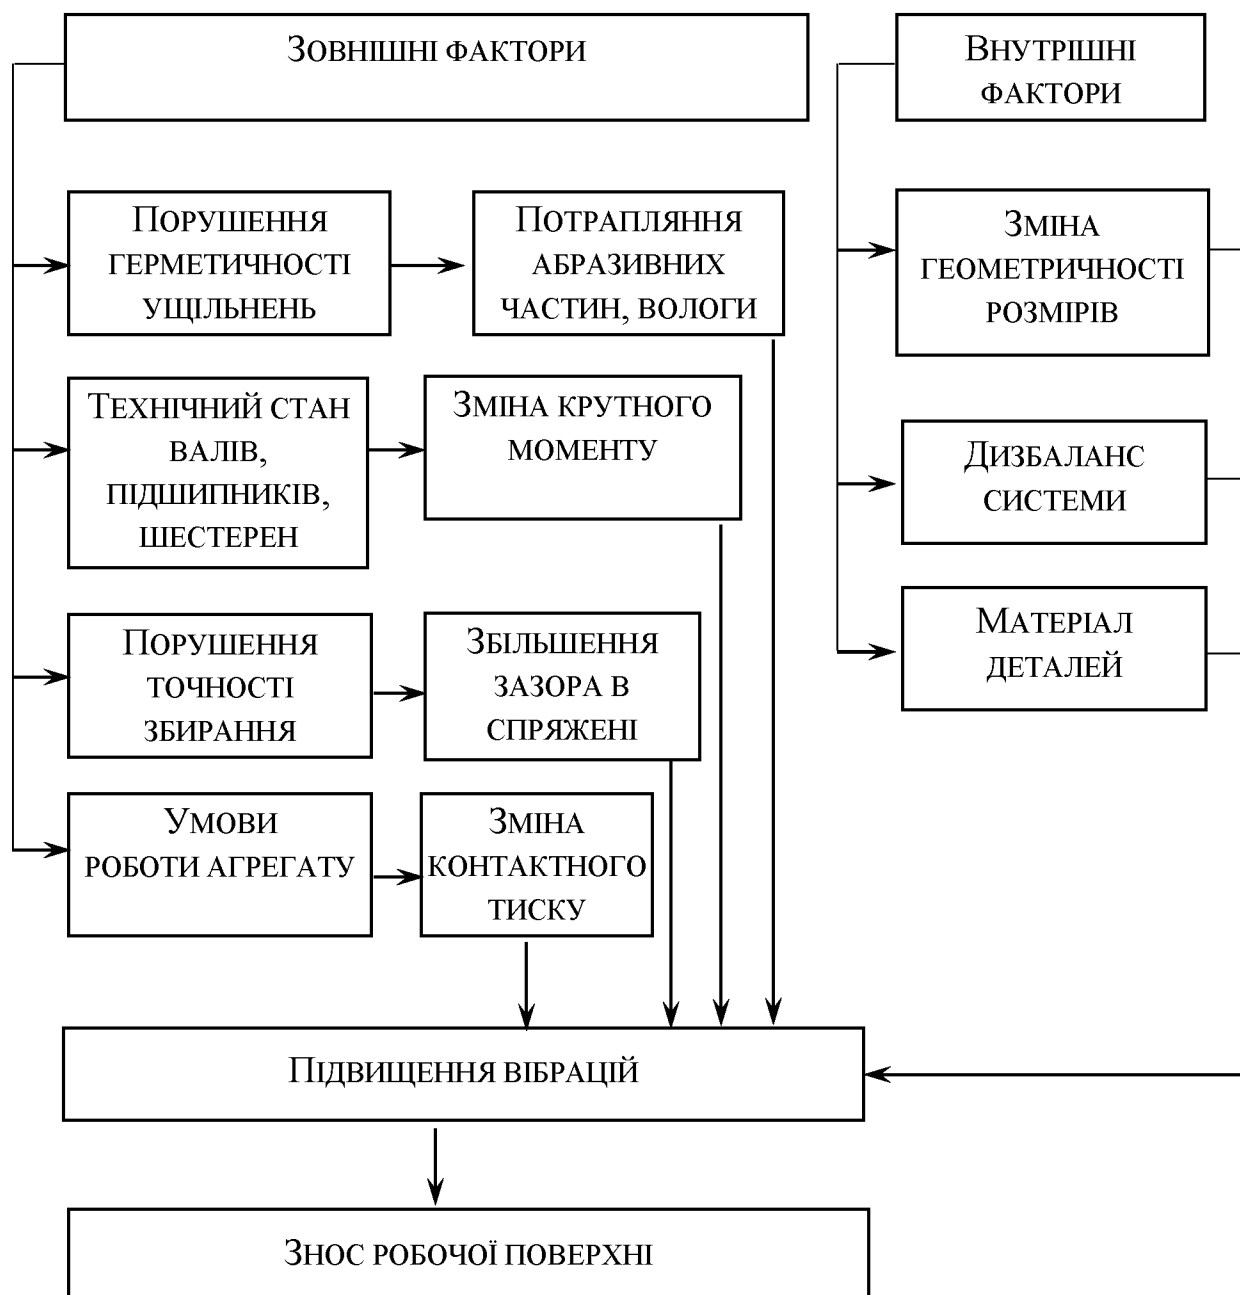 Зовнішні фактори
Внутрішні
фактори
Порушення
герметичності
ущільнень
Потрапляння
абразивних
частин, вологи
Зміна
геометричності
розмірів
Технічний стан
валів,
підшипників,
шестерен
Зміна крутного
моменту
Дизбаланс
системи
Порушення
точності
збирання
Збільшення
зазора в
спряжені
Матеріал
деталей
Умови
роботи агрегату
Зміна
контактного
тиску
Підвищення вібрацій
Знос робочої поверхні